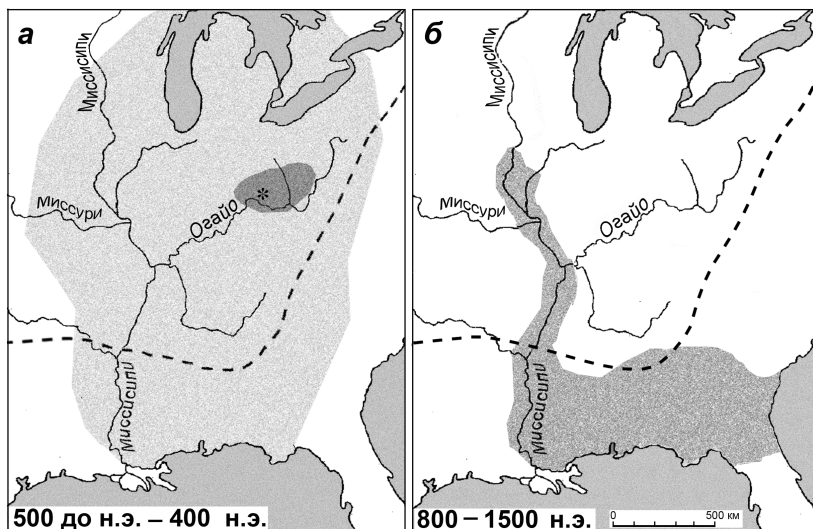 а
Миссисипи
Миссури
Огайо
*
Миссисипи
500 до н.э. – 400 н.э.
б
Миссисипи
Миссури
Огайо
Миссисипи
800 – 1500 н.э.
0 500 км